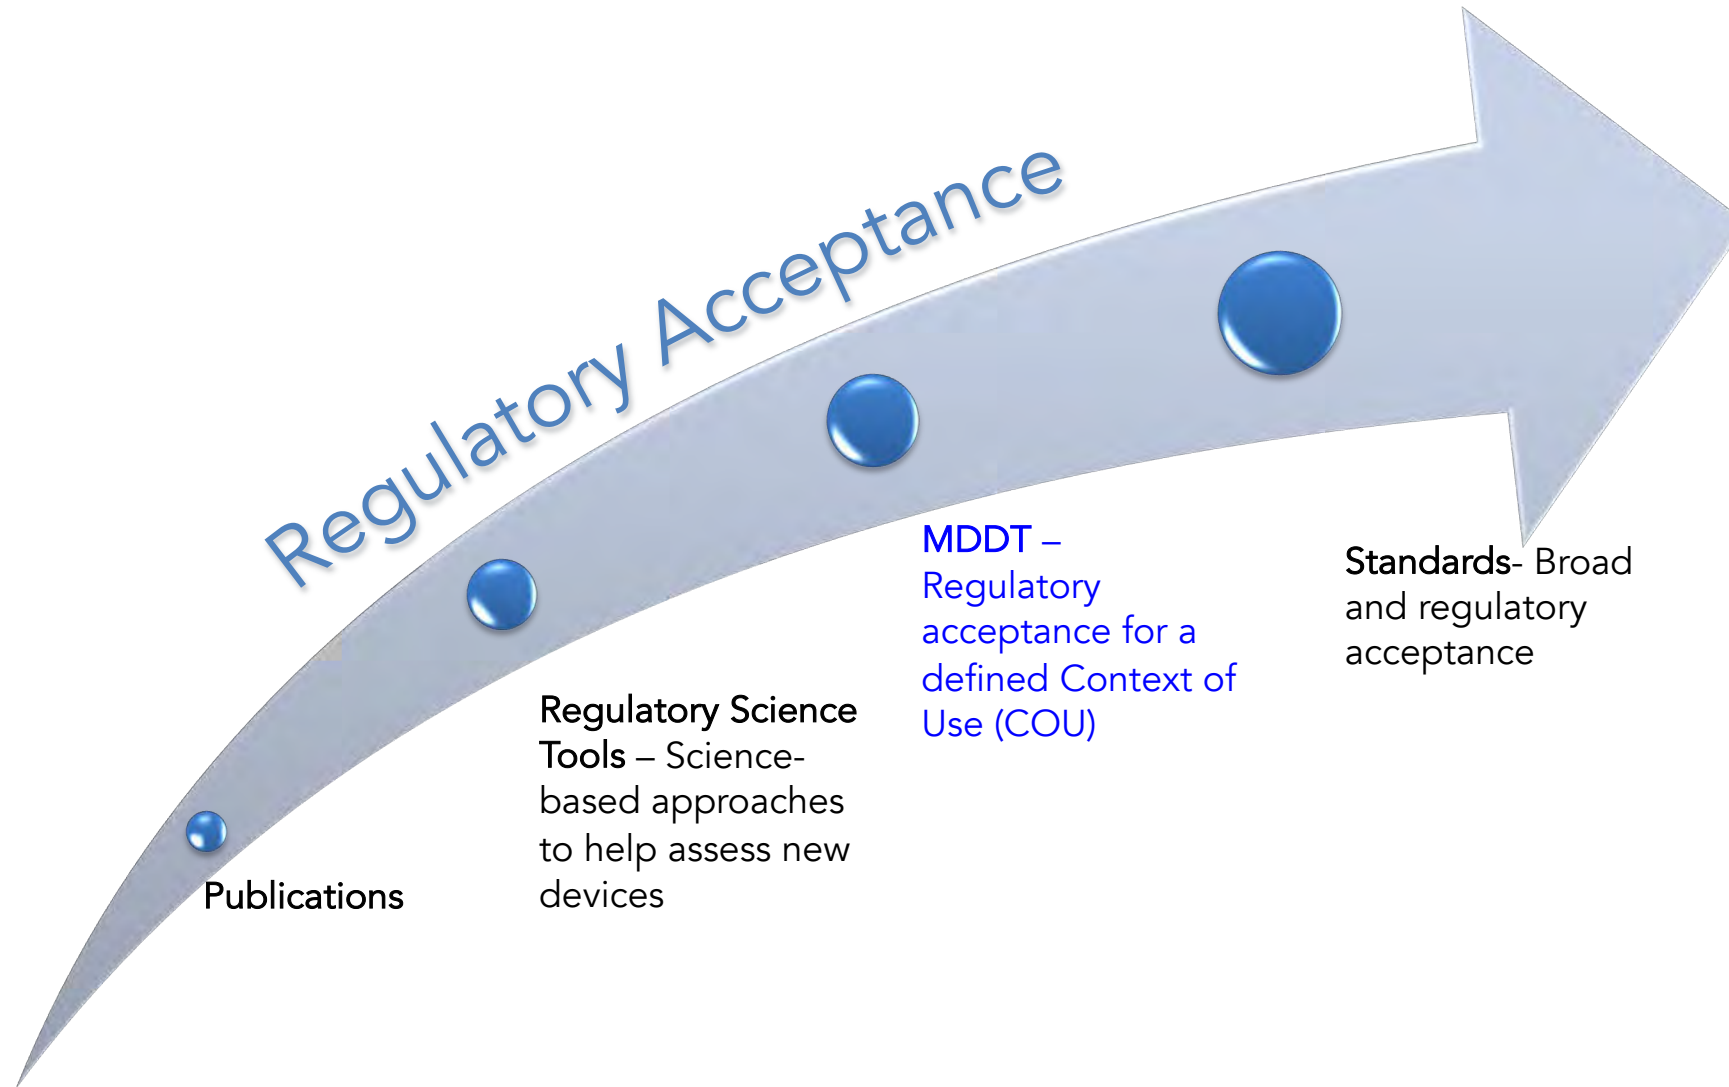 Regulatory Acceptance
Publications
Regulatory Science
Tools – Science-
based approaches
to help assess new
devices
MDDT –
Regulatory
acceptance for a
defined Context of
Use (COU)
Standards- Broad
and regulatory
acceptance